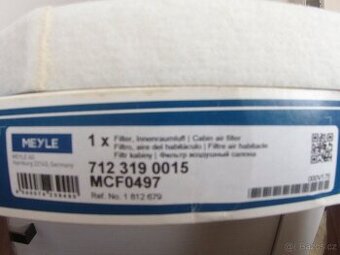 MEYLE
MEYLE AG
Hamburg 22143, Germany
1 x Filter, Innenraumluft | Cabin air filter
Filtro, aire del habitáculo | Filtre air habitacle
Filtr kabiny | Фильтр воздушный салона
712 319 0015
MCF0497
Ref. No. 1 812 679